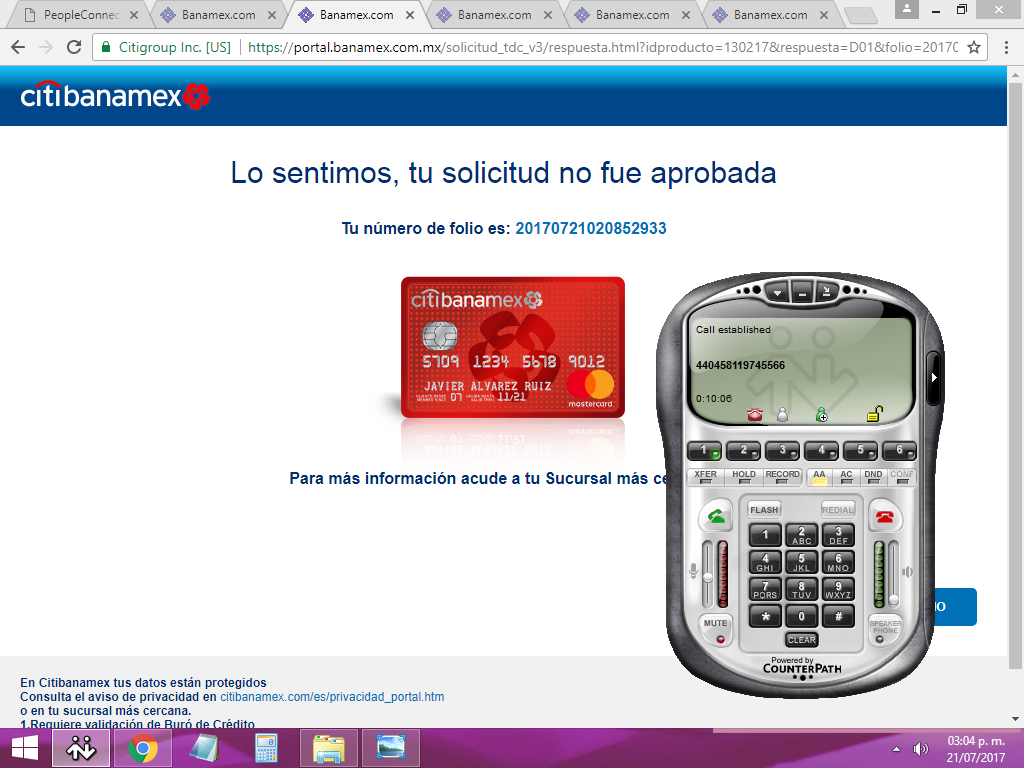 PeopleConnec
Banamex.com
Banamex.com
Banamex.com
Banamex.com
Banamex.com
Citigroup Inc. [US]
https://portal.banamex.com.mx/solicitud_tdc_v3/respuesta.html?idproducto=130217&respuesta=D01&folio=20170
citibanamex
Lo sentimos, tu solicitud no fue aprobada
Tu número de folio es: 20170721020852933
citibanamex
5709 1234 5678 9012
JAVIER ALVAREZ RUIZ
07
11/21
mastercard.
Para más información acude a tu Sucursal más ce
IO
Call established
440458119745566
0:10:06
1 2 3 4 5 6
XFER HOLD RECORD AA AC DND CONF
FLASH REDIAL
1 2 ABC 3 DEF
4 GHI 5 JKL 6 MNO
7 PQRS 8 TUV 9 WXYZ
* 0 #
MUTE
SPEAKER
PHONE
CLEAR
Powered by
COUNTERPATH
En Citibanamex tus datos están protegidos
Consulta el aviso de privacidad en citibanamex.com/es/privacidad_portal.htm
o en tu sucursal más cercana.
1.Requiere validación de Buró de Crédito
03:04 p. m.
21/07/2017